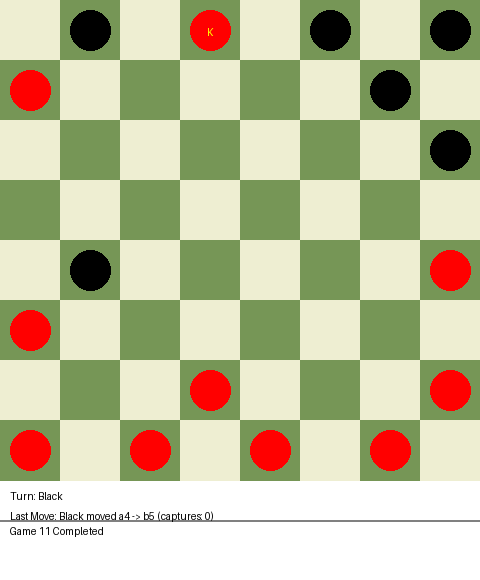 K
Turn: Black
Last Move: Black moved a4 -> b5 (captures: 0)
Game 11 Completed